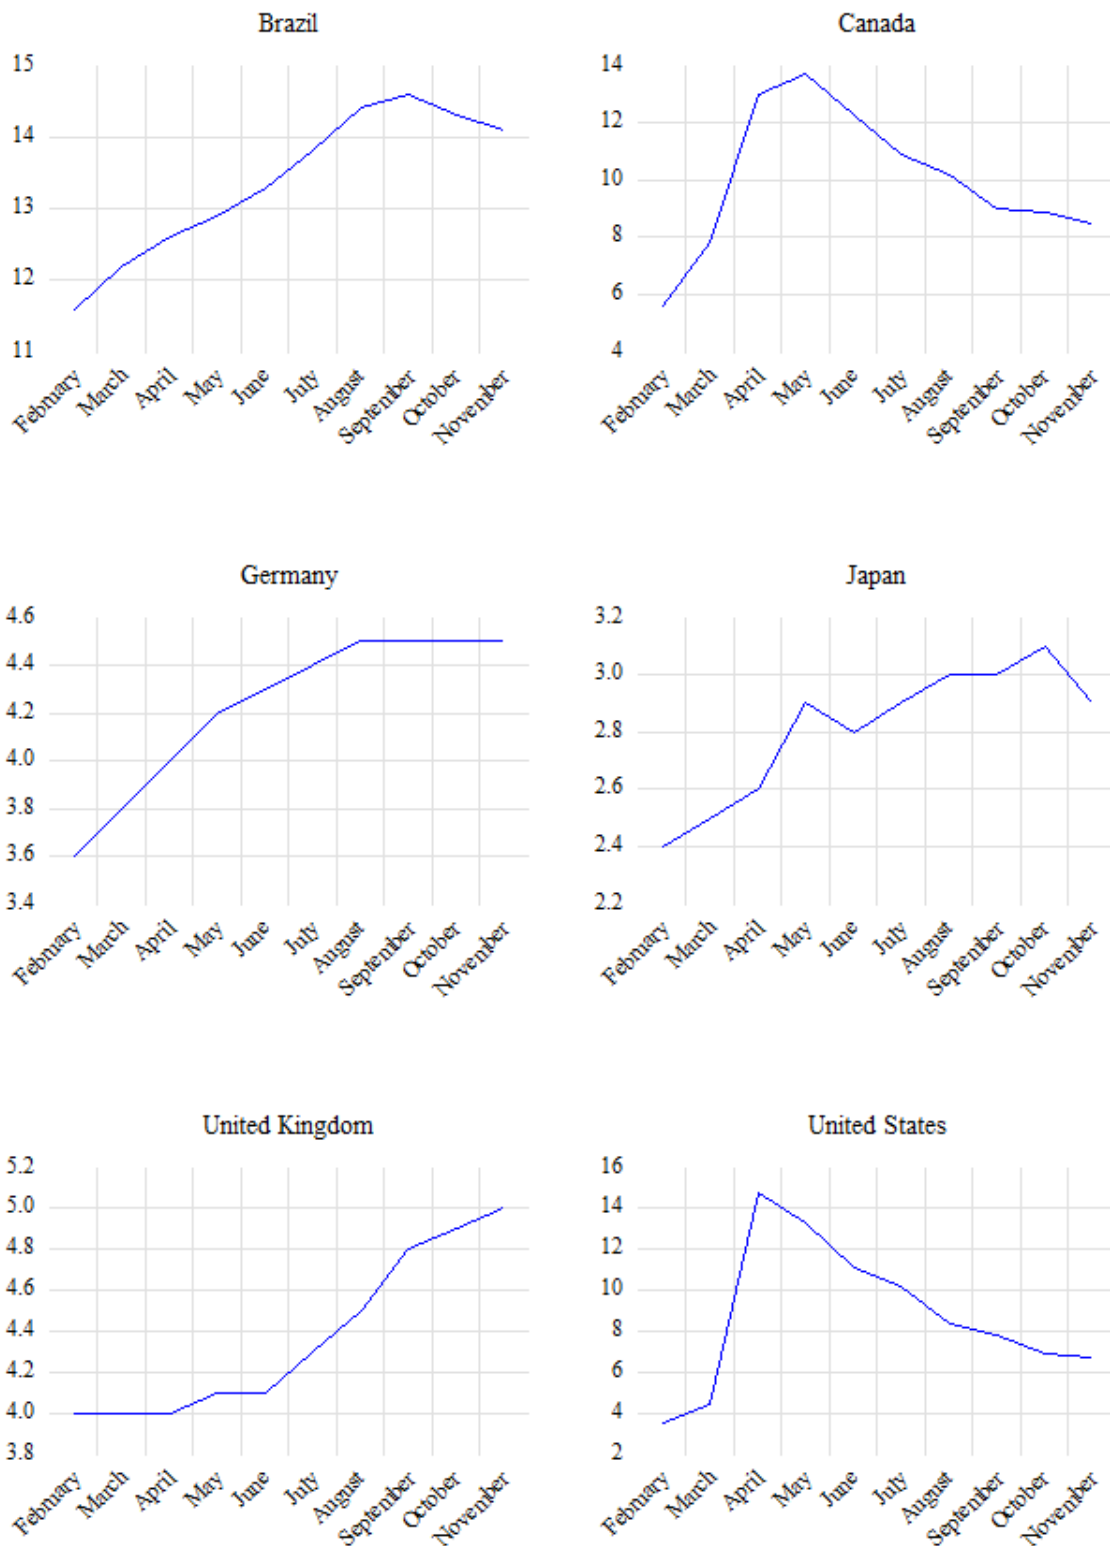 Brazil
15
14
13
12
11
February
March
April
May
June
July
August
September
October
November
Canada
14
12
10
8
6
4
February
March
April
May
June
July
August
September
October
November
Germany
4.6
4.4
4.2
4.0
3.8
3.6
3.4
February
March
April
May
June
July
August
September
October
November
Japan
3.2
3.0
2.8
2.6
2.4
2.2
February
March
April
May
June
July
August
September
October
November
United Kingdom
5.2
5.0
4.8
4.6
4.4
4.2
4.0
3.8
February
March
April
May
June
July
August
September
October
November
United States
16
14
12
10
8
6
4
2
February
March
April
May
June
July
August
September
October
November